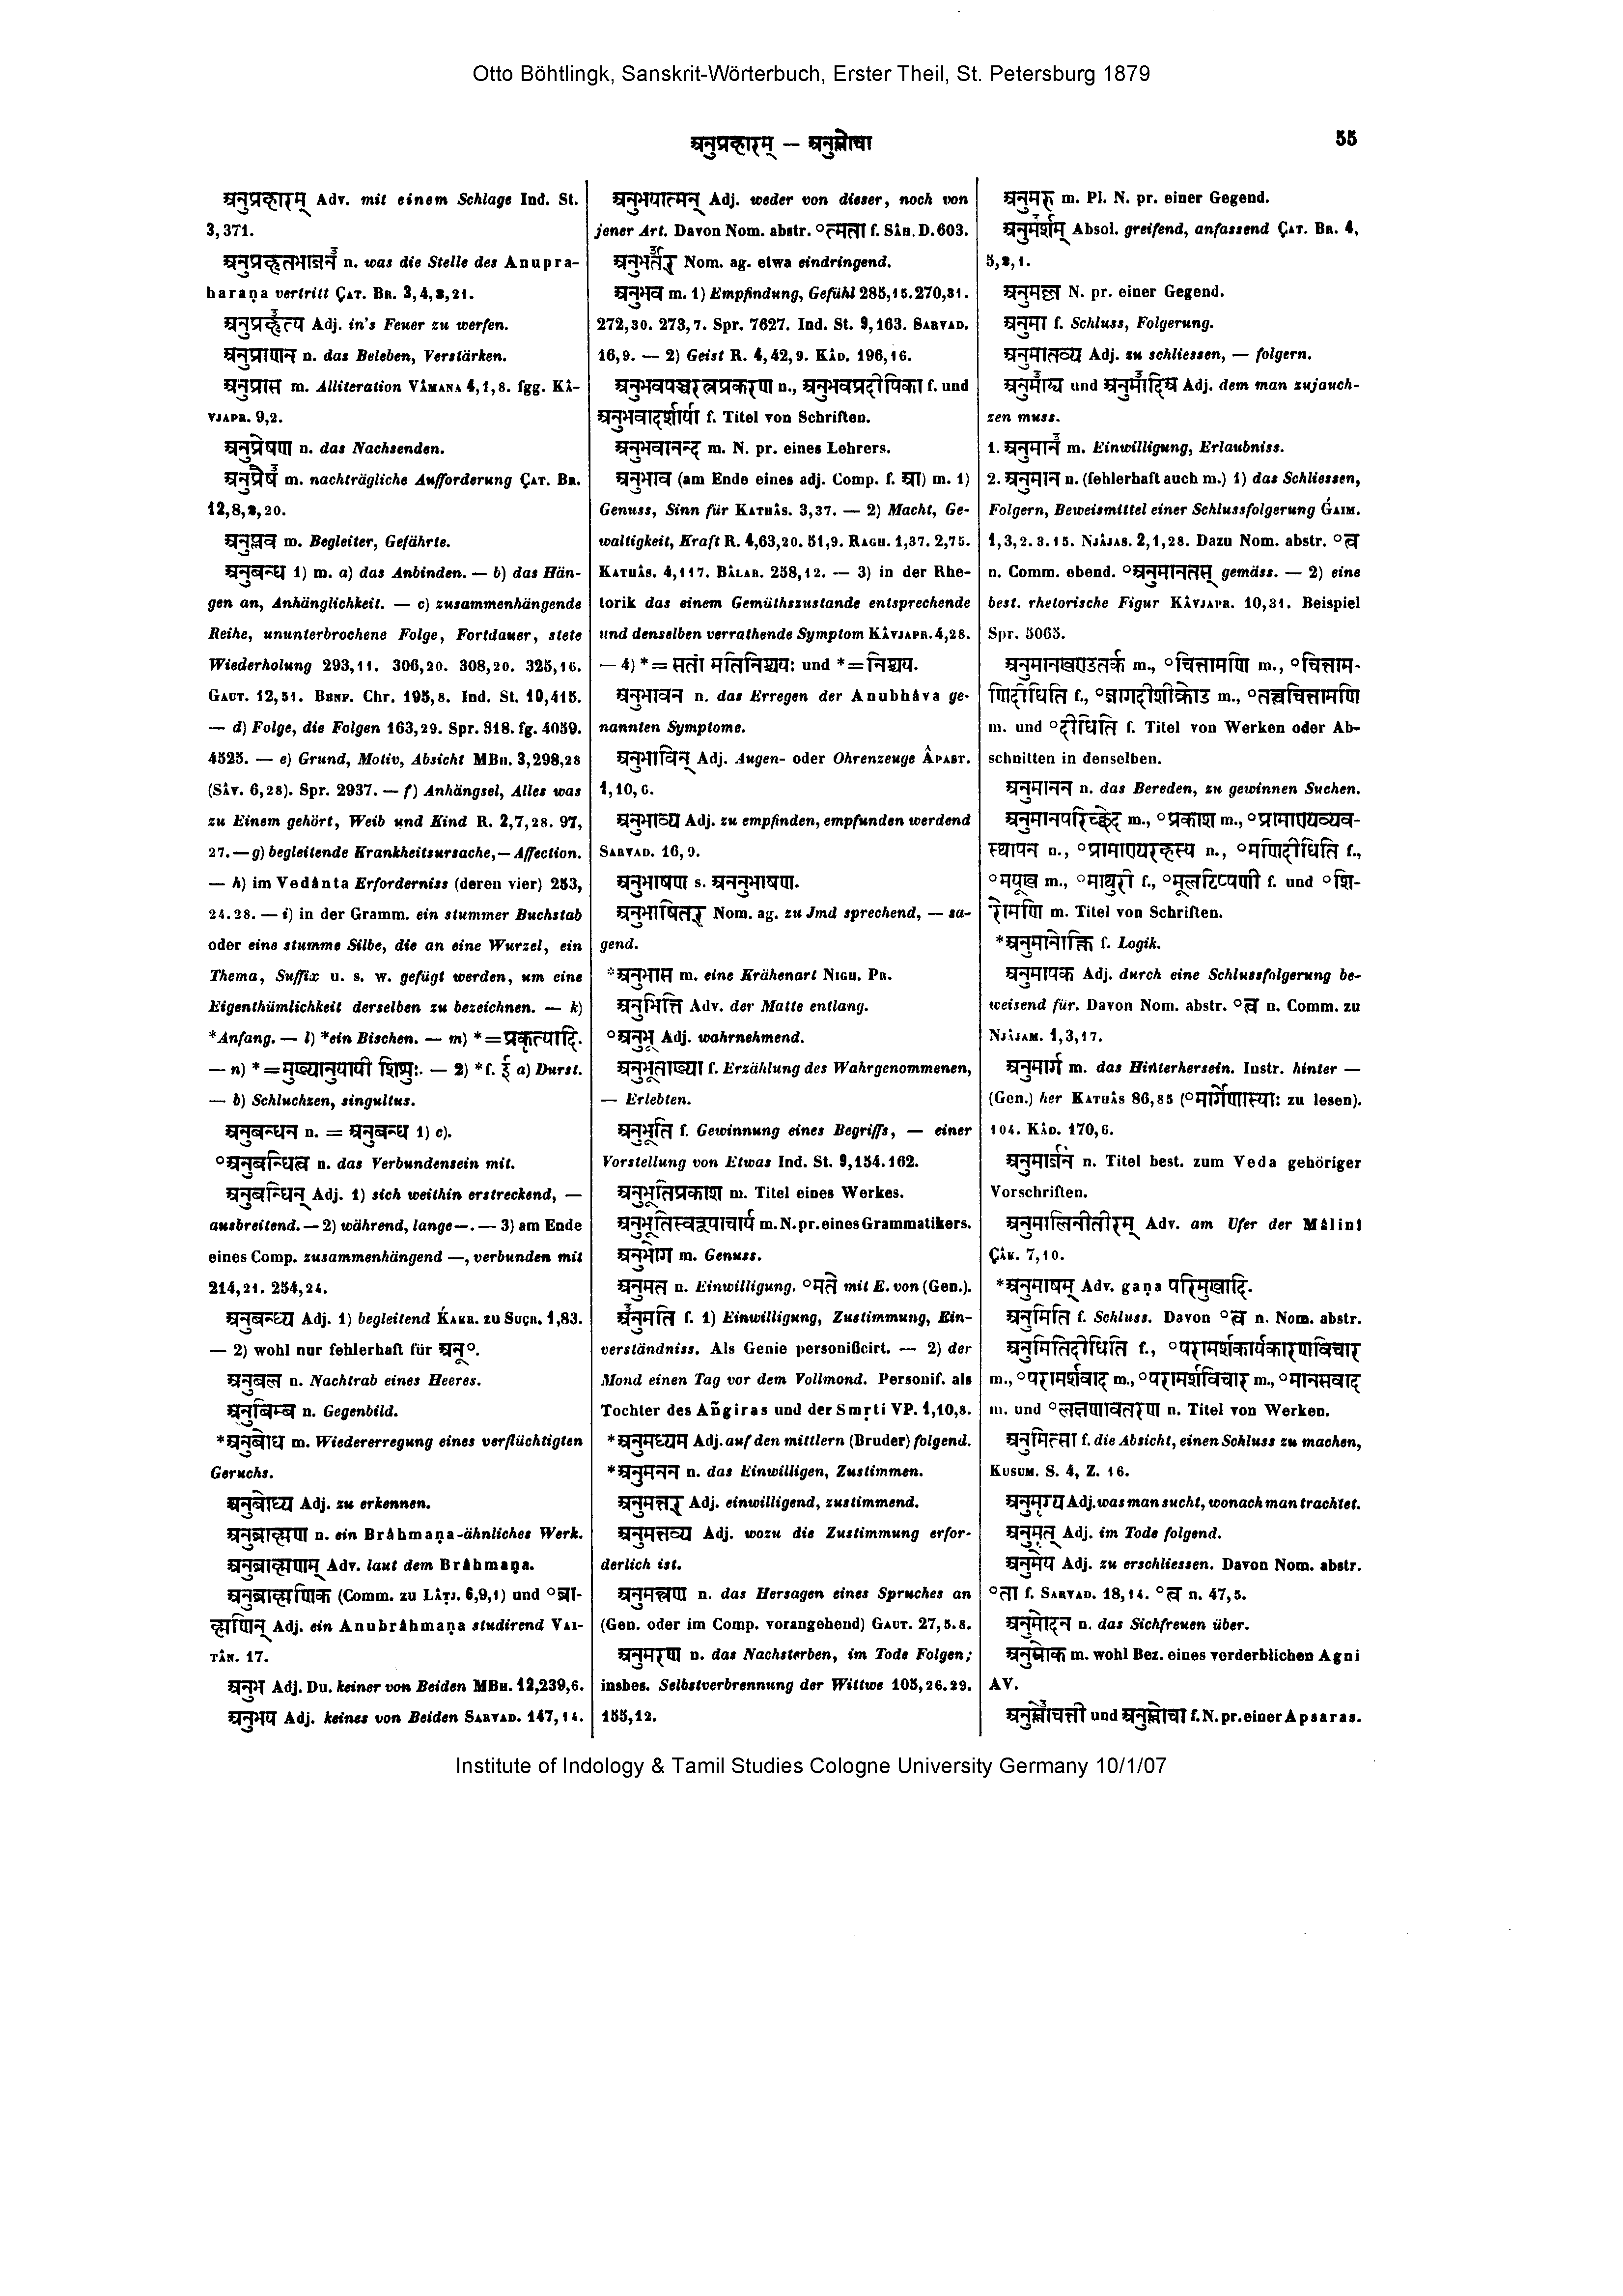 Otto Böhtlingk, Sanskrit-Wörterbuch, Erster Theil, St. Petersburg 1879
अनुप्रहारम् — अनुम्लोचा 55
अनुप्रहारम् Adv. mit einem Schlage Ind. St.
3,371.
अनुप्रहृतभाजनं n. was die Stelle des Anupra-
haraṇa vertritt ÇAT. BR. 3,4,2,21.
अनुप्रहृत्य Adj. in's Feuer zu werfen.
अनुप्राणन n. das Beleben, Verstärken.
अनुप्रास m. Alliteration VÂMANA 4,1,8. fgg. KÂ-
VJAPR. 9,2.
अनुप्रेषण n. das Nachsenden.
अनुप्रैष m. nachträgliche Aufforderung ÇAT. BR.
12,8,2,20.
अनुप्लव m. Begleiter, Gefährte.
अनुबन्ध 1) m. a) das Anbinden. — b) das Hän-
gen an, Anhänglichkeit. — c) zusammenhängende
Reihe, ununterbrochene Folge, Fortdauer, stete
Wiederholung 293,11. 306,20. 308,20. 325,16.
GAUT. 12,51. BENF. Chr. 195,8. Ind. St. 10,415.
— d) Folge, die Folgen 163,29. Spr. 318. fg. 4059.
4525. — e) Grund, Motiv, Absicht MBH. 3,298,28
(SÂV. 6,28). Spr. 2937. — f) Anhängsel, Alles was
zu Einem gehört, Weib und Kind R. 2,7,28. 97,
27. — g) begleitende Krankheitsursache, — Affection.
— h) im Vedânta Erforderniss (deren vier) 253,
24.28. — i) in der Gramm. ein stummer Buchstab
oder eine stumme Silbe, die an eine Wurzel, ein
Thema, Suffix u. s. w. gefügt werden, um eine
Eigenthümlichkeit derselben zu bezeichnen. — k)
*Anfang. — l) *ein Bischen. — m) *= प्रकृत्यादि.
— n) *= मुख्यानुयायी शिशुः. — 2) *f. ई a) Durst.
— b) Schluchzen, singultus.
अनुबन्धन n. = अनुबन्ध 1) c).
°अनुबन्धित्व n. das Verbundensein mit.
अनुबन्धिन् Adj. 1) sich weithin erstreckend, —
ausbreitend. — 2) während, lange—. — 3) am Ende
eines Comp. zusammenhängend —, verbunden mit
214,21. 254,24.
अनुबन्ध्य Adj. 1) begleitend ḰAKR. zu SUÇR. 1,83.
— 2) wohl nur fehlerhaft für अनू°.
अनुबल n. Nachtrab eines Heeres.
अनुबिम्ब n. Gegenbild.
*अनुबोध m. Wiedererregung eines verflüchtigten
Geruchs.
अनुबोध्य Adj. zu erkennen.
अनुब्राह्मण n. ein Brâhmaṇa-ähnliches Werk.
अनुब्राह्मणम् Adv. laut dem Brâhmaṇa.
अनुब्राह्मणिक (Comm. zu LÂṬJ. 6,9,1) und °ब्रा-
ह्मणिन् Adj. ein Anubrâhmaṇa studirend VAI-
TÂN. 17.
अनुभ Adj. Du. keiner von Beiden MBH. 12,239,6.
अनुभय Adj. keines von Beiden SARVAD. 147,14.
अनुभयात्मन् Adj. weder von dieser, noch von
jener Art. Davon Nom. abstr. °त्मता f. SÂH. D. 603.
अनुभर्तृ Nom. ag. etwa eindringend.
अनुभव m. 1) Empfindung, Gefühl 285,15. 270,31.
272,30. 273,7. Spr. 7627. Ind. St. 9,163. SARVAD.
16,9. — 2) Geist R. 4,42,9. KÂD. 196,16.
अनुभवपञ्चरत्नप्रकरण n., अनुभवप्रदीपिका f. und
अनुभवादर्शार्या f. Titel von Schriften.
अनुभवानन्द m. N. pr. eines Lehrers.
अनुभाव (am Ende eines adj. Comp. f. आ) m. 1)
Genuss, Sinn für KATHÂS. 3,37. — 2) Macht, Ge-
waltigkeit, Kraft R. 4,63,20. 51,9. RAGH. 1,37. 2,75.
KATHÂS. 4,117. BÂLAR. 258,12. — 3) in der Rhe-
torik das einem Gemüthszustande entsprechende
und denselben verrathende Symptom KÂVJAPR. 4,28.
— 4) *= सतां मतिनिश्चयः und *= निश्चय.
अनुभावन n. das Erregen der Anubhâva ge-
nannten Symptome.
अनुभाविन् Adj. Augen- oder Ohrenzeuge ÂPAST.
1,10,6.
अनुभाव्य Adj. zu empfinden, empfunden werdend
SARVAD. 16,9.
अनुभाषण s. अननुभाषण.
अनुभाषितर् Nom. ag. zu Jmd sprechend, — sa-
gend.
*अनुभास m. eine Krähenart NIGH. PR.
अनुभित्ति Adv. der Matte entlang.
°अनुभू Adj. wahrnehmend.
अनुभूताख्या f. Erzählung des Wahrgenommenen,
— Erlebten.
अनुभूति f. Gewinnung eines Begriffs, — einer
Vorstellung von Etwas Ind. St. 9,154.162.
अनुभूतिप्रकाश m. Titel eines Werkes.
अनुभूतिस्वरूपाचार्य m. N. pr. eines Grammatikers.
अनुभोग m. Genuss.
अनुमत n. Einwilligung. °मते mit E. von (Gen.).
अनुमति f. 1) Einwilligung, Zustimmung, Ein-
verständniss. Als Genie personificirt. — 2) der
Mond einen Tag vor dem Vollmond. Personif. als
Tochter des Añgiras und der Smṛti VP. 1,10,8.
*अनुमध्यम Adj. auf den mittlern (Bruder) folgend.
*अनुमनन n. das Einwilligen, Zustimmen.
अनुमत्तर् Adj. einwilligend, zustimmend.
अनुमत्तव्य Adj. wozu die Zustimmung erfor-
derlich ist.
अनुमन्त्रण n. das Hersagen eines Spruches an
(Gen. oder im Comp. vorangehend) GAUT. 27,5.8.
अनुमरण n. das Nachsterben, im Tode Folgen;
insbes. Selbstverbrennung der Wittwe 105,26.29.
155,12.
अनुमरु m. Pl. N. pr. einer Gegend.
अनुमर्शम् Absol. greifend, anfassend ÇAT. BR. 4,
5,2,1.
अनुमल्ल N. pr. einer Gegend.
अनुमा f. Schluss, Folgerung.
अनुमातव्य Adj. zu schliessen, — folgern.
अनुमाद्य und अनुमादिअ Adj. dem man zujauch-
zen muss.
1. अनुमान m. Einwilligung, Erlaubniss.
2. अनुमान n. (fehlerhaft auch m.) 1) das Schliessen,
Folgern, Beweismittel einer Schlussfolgerung ǴAIM.
1,3,2.3.15. NJÂJAS. 2,1,28. Dazu Nom. abstr. °त्व
n. Comm. ebend. °अनुमानतस् gemäss. — 2) eine
best. rhetorische Figur KÂVJAPR. 10,31. Beispiel
Spr. 5065.
अनुमानखण्डतर्क m., °चित्तामणि m., °चित्ताम-
णिदीधिति f., °जागदीशीक्रोड m., °तत्त्वचित्तामणि
m. und °दीधिति f. Titel von Werken oder Ab-
schnitten in denselben.
अनुमानन n. das Bereden, zu gewinnen Suchen.
अनुमानपरिच्छेद m., °प्रकाश m., °प्रामाण्यव्यव-
स्थापन n., °प्रामाण्यरहस्य n., °मणिदीधिति f.,
°मयूख m., °माथुरी f., °मूलटिप्पणी f. und °शि-
रोमणि m. Titel von Schriften.
*अनुमानोक्ति f. Logik.
अनुमापक Adj. durch eine Schlussfolgerung be-
weisend für. Davon Nom. abstr. °त्व n. Comm. zu
NJÂJAM. 1,3,17.
अनुमार्ग m. das Hinterhersein. Instr. hinter —
(Gen.) her KATHÂS 86,85 (°मार्गेणास्याः zu lesen).
104. KÂD. 170,6.
अनुमार्जन n. Titel best. zum Veda gehöriger
Vorschriften.
अनुमालिनीतीरम् Adv. am Ufer der Mâlinî
ÇÂK. 7,10.
*अनुमाषम् Adv. gaṇa परिमुखादि.
अनुमिति f. Schluss. Davon °त्व n. Nom. abstr.
अनुमितिदीधिति f., °परामर्शकार्यकारणविचार
m., °परामर्शवाद m., °परामर्शविचार m., °मानसवाद
m. und °लक्षणावतरण n. Titel von Werken.
अनुमित्सा f. die Absicht, einen Schluss zu machen,
KUSUM. S. 4, Z. 16.
अनुमृग्य Adj. was man sucht, wonach man trachtet.
अनुमृत् Adj. im Tode folgend.
अनुमेय Adj. zu erschliessen. Davon Nom. abstr.
°ता f. SARVAD. 18,14. °त्व n. 47,5.
अनुमोदन n. das Sichfreuen über.
अनुम्रोक m. wohl Bez. eines verderblichen Agni
AV.
अनुम्लोचत्ती und अनुम्लोचा f. N. pr. einer Apsaras.
Institute of Indology & Tamil Studies Cologne University Germany 10/1/07